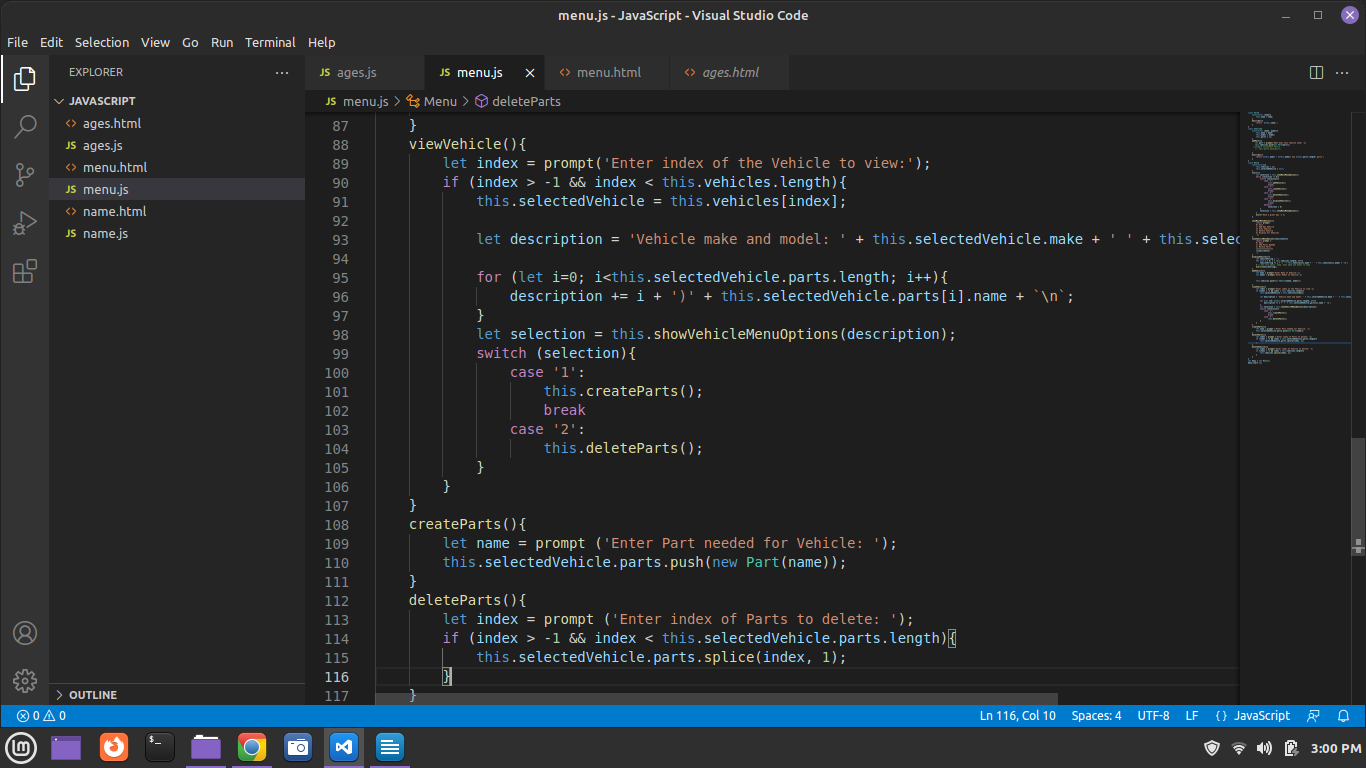 menu.js - JavaScript - Visual Studio Code
File Edit Selection View Go Run Terminal Help
EXPLORER
JS ages.js JS menu.js <> menu.html <> ages.html
JAVASCRIPT
JS menu.js > Menu > deleteParts
<> ages.html
JS ages.js
<> menu.html
JS menu.js
<> name.html
JS name.js
87 }
88 viewVehicle(){
89 let index = prompt('Enter index of the Vehicle to view:');
90 if (index > -1 && index < this.vehicles.length){
91 this.selectedVehicle = this.vehicles[index];
92
93 let description = 'Vehicle make and model: ' + this.selectedVehicle.make + ' ' + this.selec
94
95 for (let i=0; i<this.selectedVehicle.parts.length; i++){
96 description += i + ')' + this.selectedVehicle.parts[i].name + `\n`;
97 }
98 let selection = this.showVehicleMenuOptions(description);
99 switch (selection){
100 case '1':
101 this.createParts();
102 break
103 case '2':
104 this.deleteParts();
105 }
106 }
107 }
108 createParts(){
109 let name = prompt ('Enter Part needed for Vehicle: ');
110 this.selectedVehicle.parts.push(new Part(name));
111 }
112 deleteParts(){
113 let index = prompt ('Enter index of Parts to delete: ');
114 if (index > -1 && index < this.selectedVehicle.parts.length){
115 this.selectedVehicle.parts.splice(index, 1);
116 }
117 }
OUTLINE
0 0 Ln 116, Col 10 Spaces: 4 UTF-8 LF {} JavaScript
3:00 PM